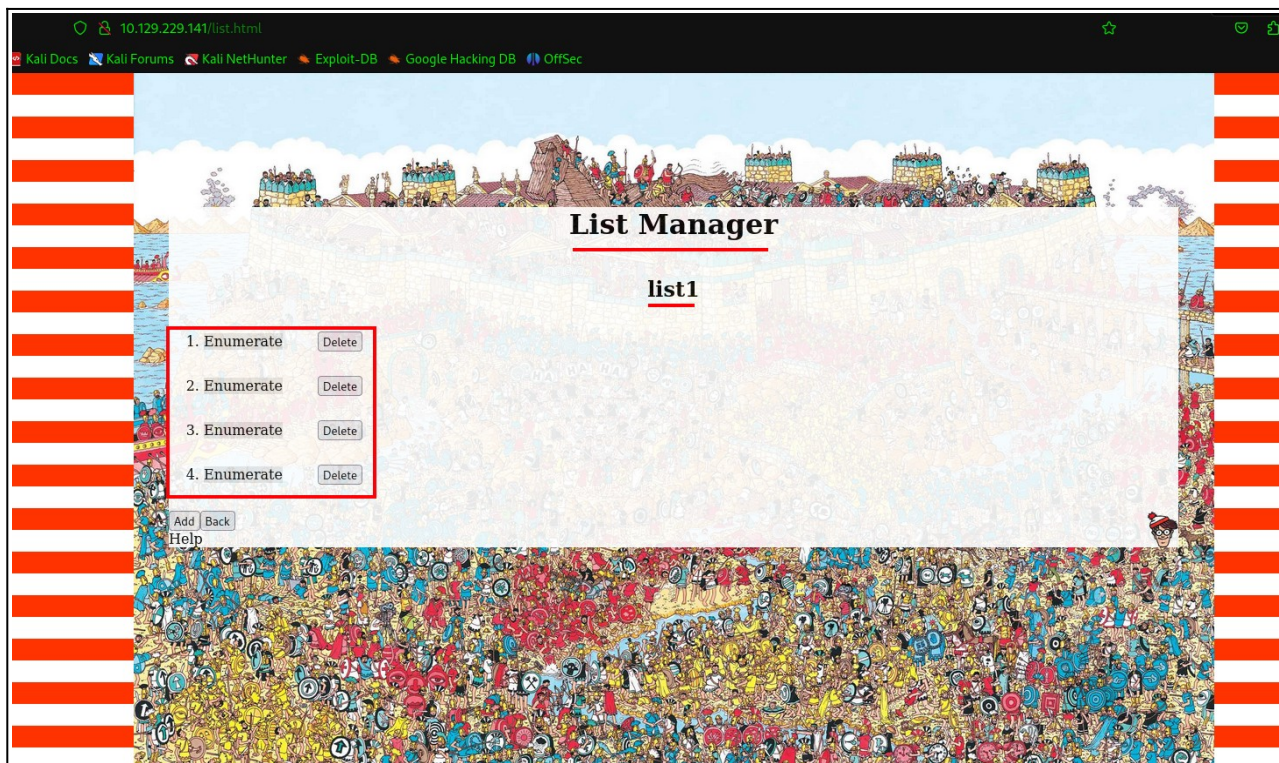 10.129.229.141/list.html
Kali Docs Kali Forums Kali NetHunter Exploit-DB Google Hacking DB OffSec
List Manager
list1
1. Enumerate Delete
2. Enumerate Delete
3. Enumerate Delete
4. Enumerate Delete
Add Back
Help